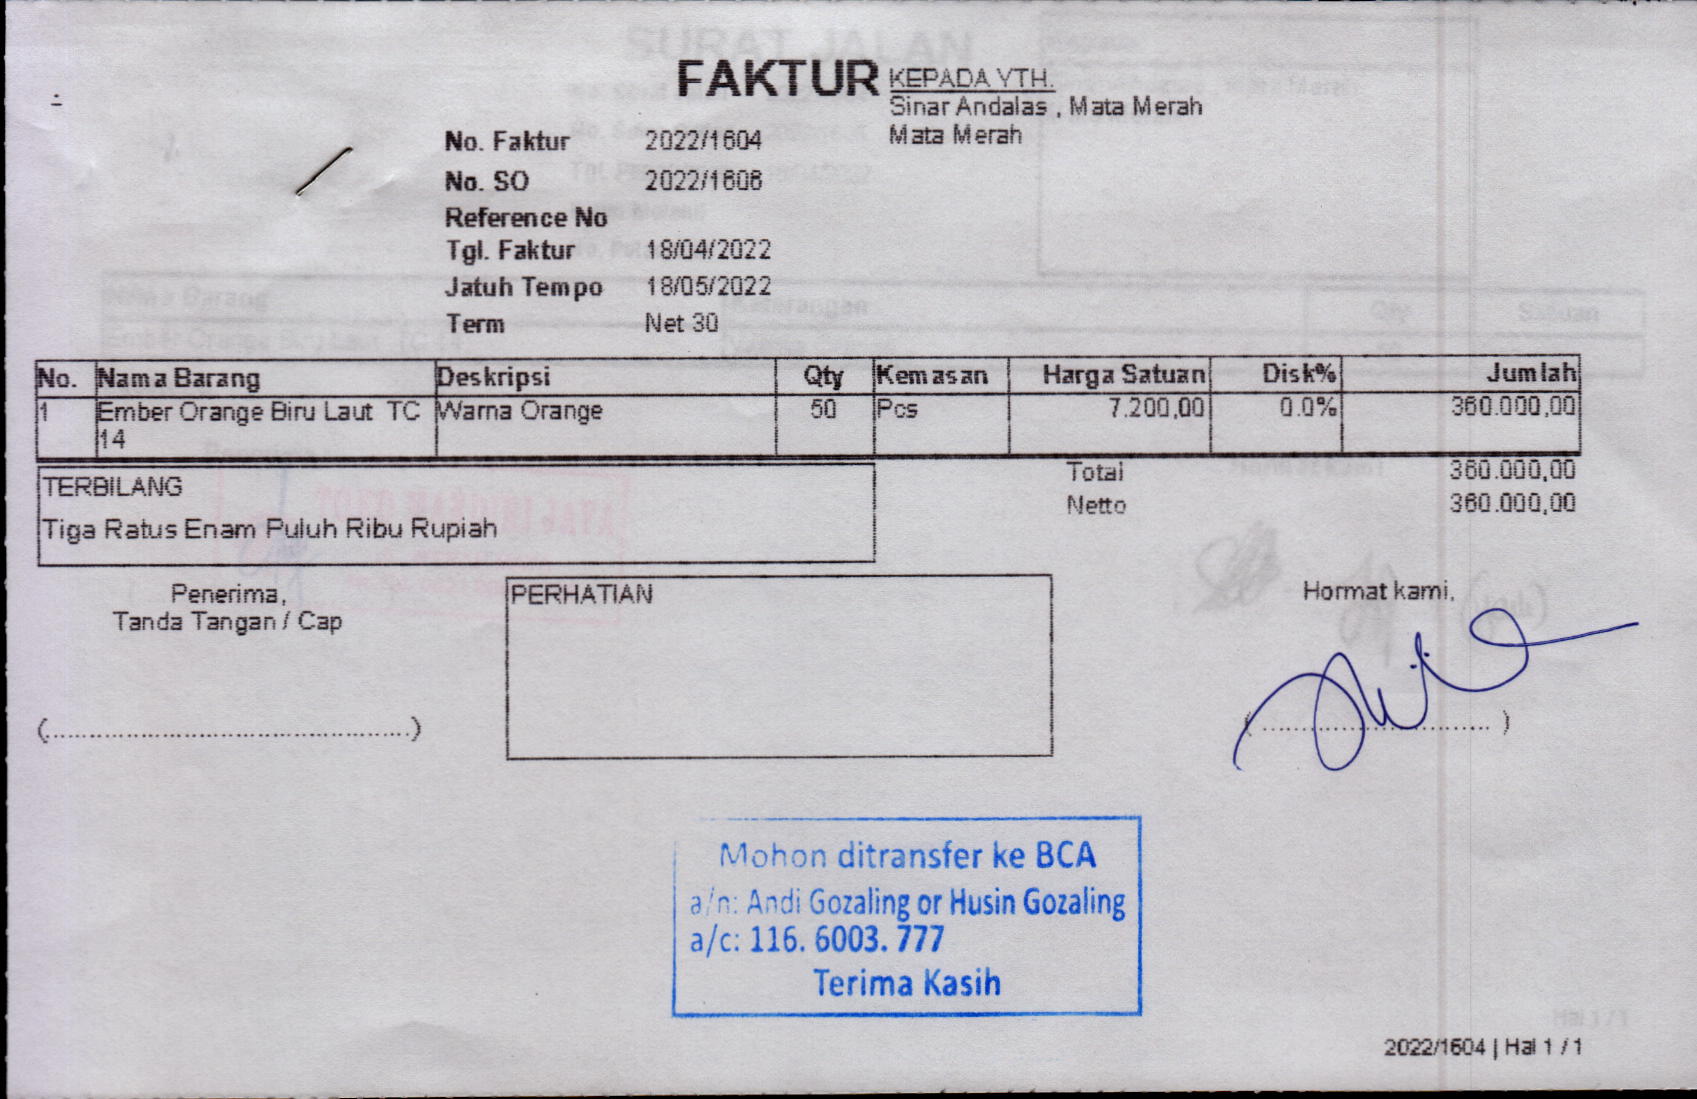 FAKTUR
KEPADA YTH.
Sinar Andalas , Mata Merah
Mata Merah
No. Faktur 2022/1604
No. SO 2022/1606
Reference No
Tgl. Faktur 18/04/2022
Jatuh Tempo 18/05/2022
Term Net 30
No. Nama Barang Deskripsi Qty Kemasan Harga Satuan Disk% Jumlah
1 Ember Orange Biru Laut TC Warna Orange 50 Pcs 7.200,00 0.0% 360.000,00
14
Total 360.000,00
Netto 360.000,00
TERBILANG
Tiga Ratus Enam Puluh Ribu Rupiah
Penerima,
Tanda Tangan / Cap
PERHATIAN
Hormat kami,
(..........................................)
(.............................. )
Mohon ditransfer ke BCA
a/n: Andi Gozaling or Husin Gozaling
a/c: 116. 6003. 777
Terima Kasih
2022/1604 | Hal 1 / 1